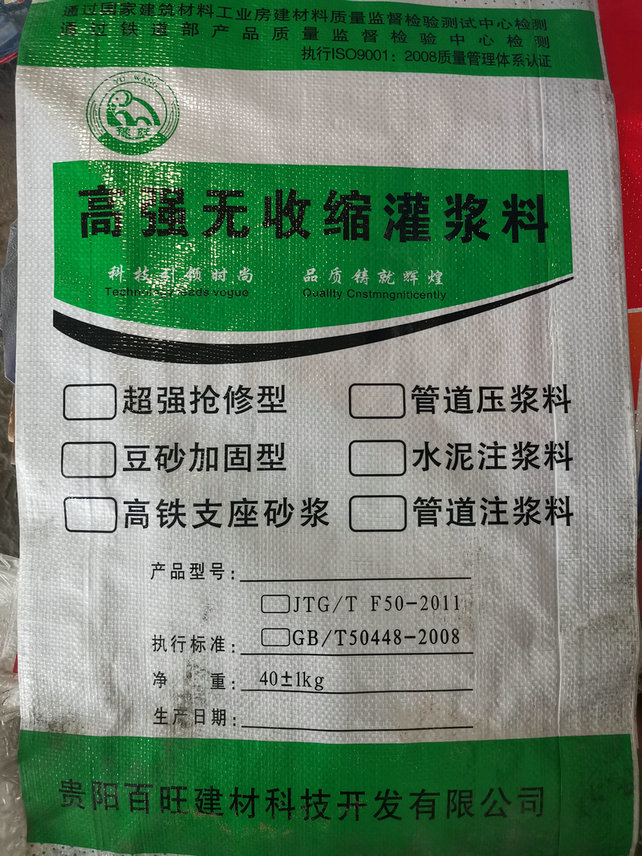 通过国家建筑材料工业房建材料质量监督检验测试中心检测
通过铁道部产品质量监督检验中心检测
执行ISO9001：2008质量管理体系认证
YU WANG
高强无收缩灌浆料
科技引领时尚 品质铸就辉煌
vogue Quality Cnstmngniticently
超强抢修型 管道压浆料
豆砂加固型 水泥注浆料
高铁支座砂浆 管道注浆料
产品型号：
JTG/T F50-2011
执行标准：GB/T50448-2008
净 重：40±1kg
生产日期：
贵阳百旺建材科技开发有限公司